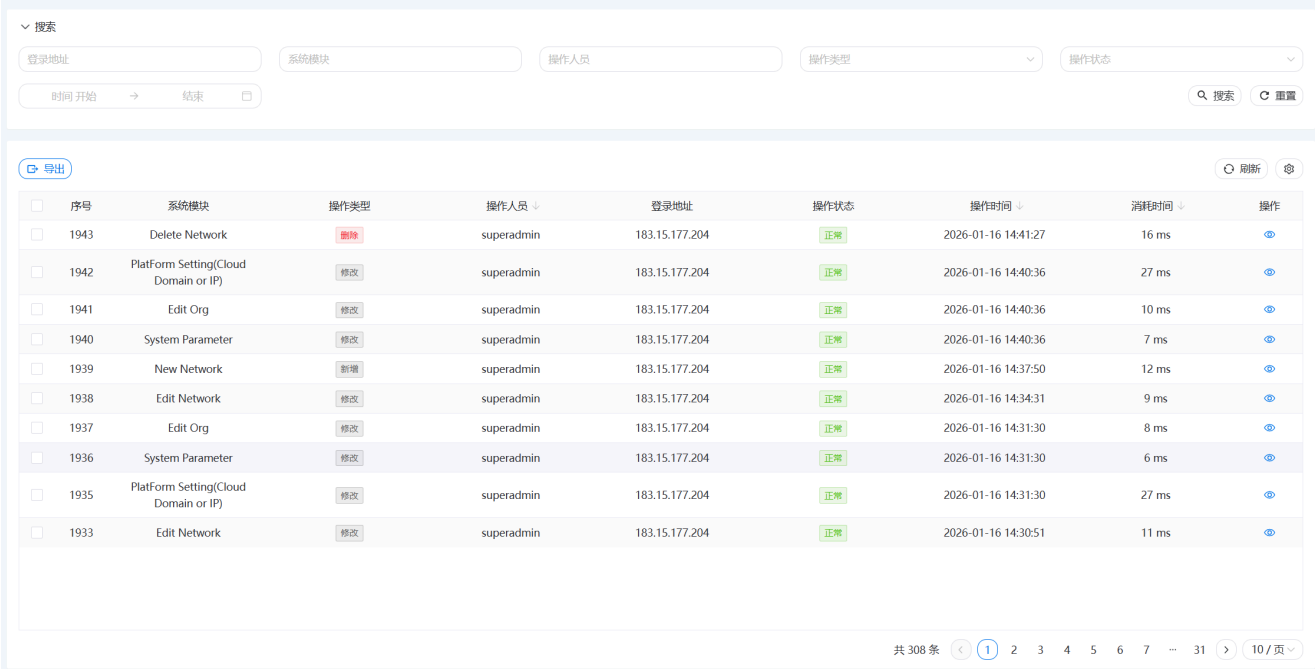 搜索
登录地址 系统模块 操作人员 操作类型 操作状态
时间 开始 → 结束 搜索 重置
导出 刷新
序号 系统模块 操作类型 操作人员 登录地址 操作状态 操作时间 消耗时间 操作
1943 Delete Network 删除 superadmin 183.15.177.204 正常 2026-01-16 14:41:27 16 ms
1942 PlatForm Setting(Cloud
Domain or IP) 修改 superadmin 183.15.177.204 正常 2026-01-16 14:40:36 27 ms
1941 Edit Org 修改 superadmin 183.15.177.204 正常 2026-01-16 14:40:36 10 ms
1940 System Parameter 修改 superadmin 183.15.177.204 正常 2026-01-16 14:40:36 7 ms
1939 New Network 新增 superadmin 183.15.177.204 正常 2026-01-16 14:37:50 12 ms
1938 Edit Network 修改 superadmin 183.15.177.204 正常 2026-01-16 14:34:31 9 ms
1937 Edit Org 修改 superadmin 183.15.177.204 正常 2026-01-16 14:31:30 8 ms
1936 System Parameter 修改 superadmin 183.15.177.204 正常 2026-01-16 14:31:30 6 ms
1935 PlatForm Setting(Cloud
Domain or IP) 修改 superadmin 183.15.177.204 正常 2026-01-16 14:31:30 27 ms
1933 Edit Network 修改 superadmin 183.15.177.204 正常 2026-01-16 14:30:51 11 ms
共 308 条 1 2 3 4 5 6 7 ··· 31 10 / 页